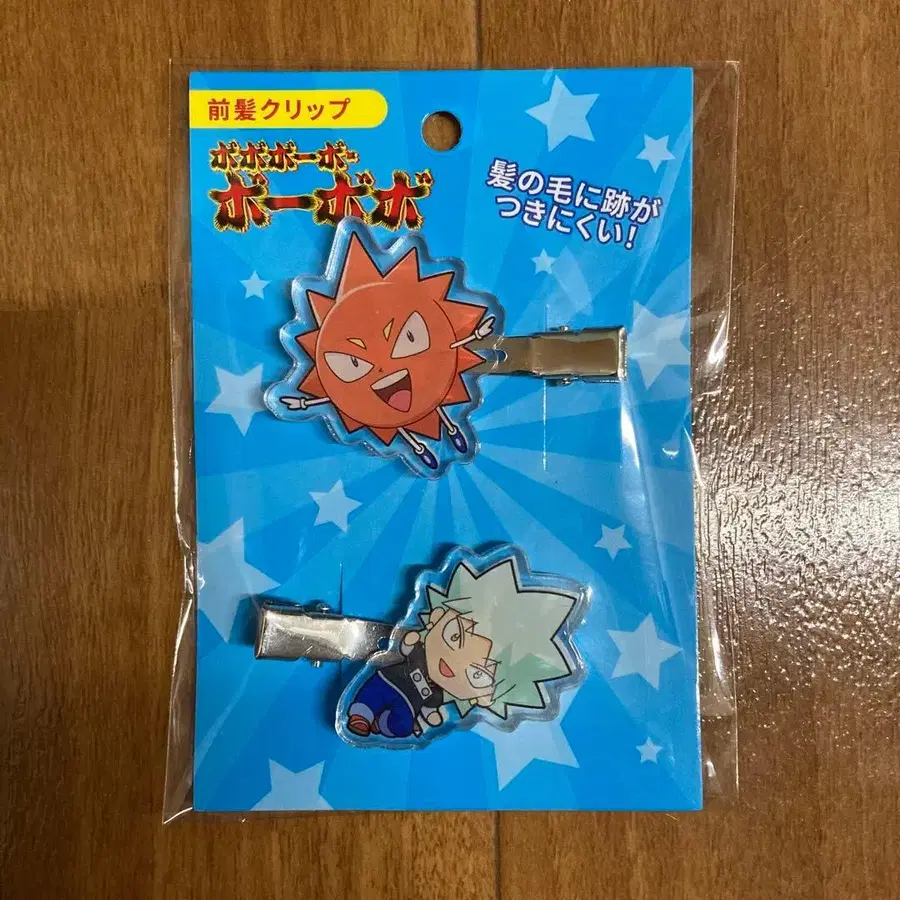 前髪クリップ
ボボボーボ・
ボーボボ
髪の毛に跡が
つきにくい!